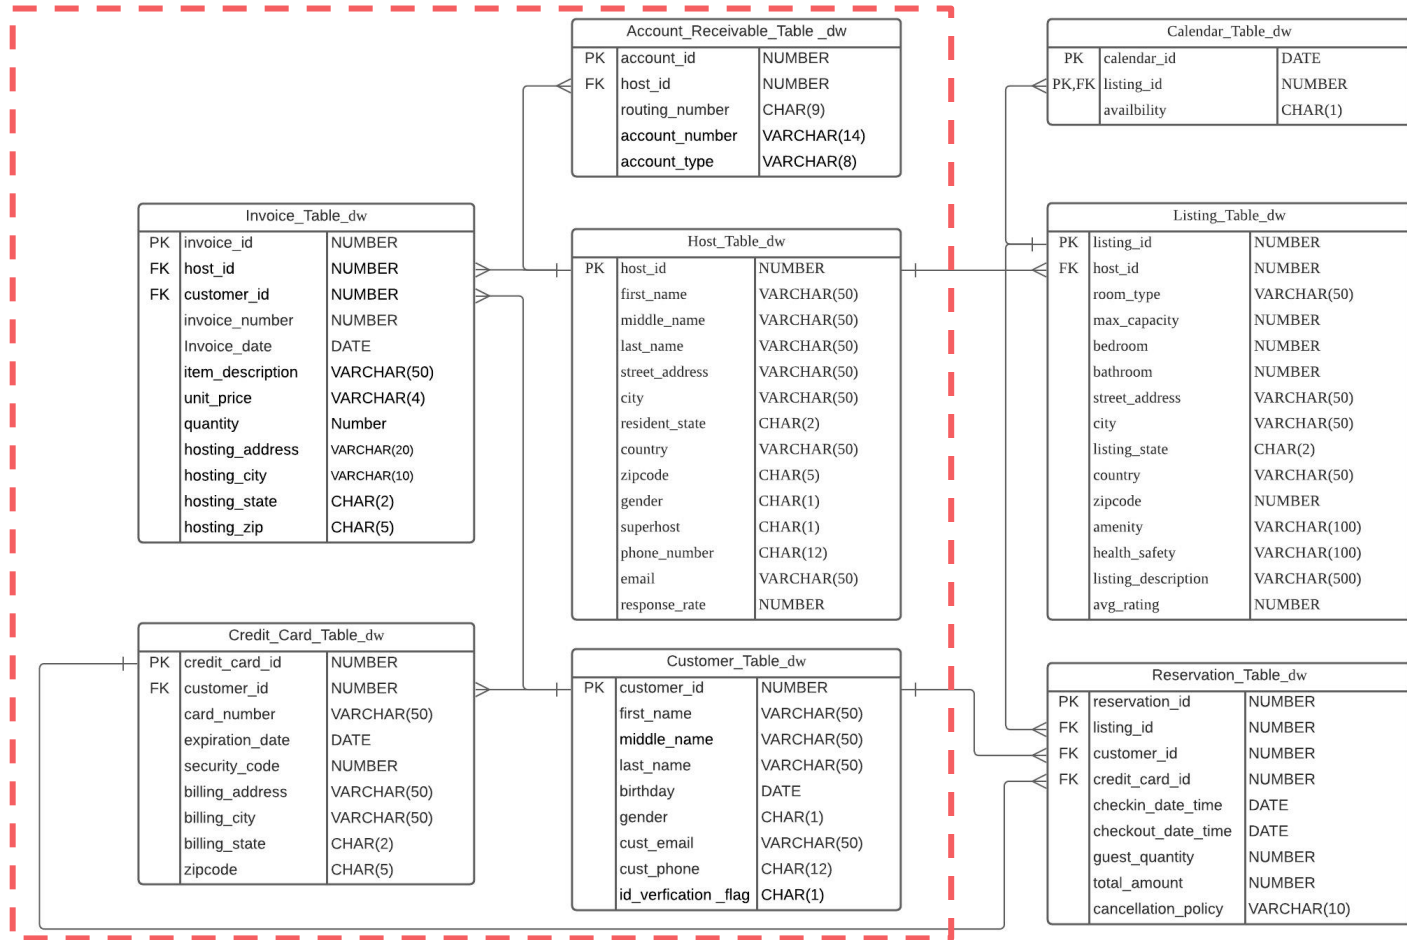 Account_Receivable_Table _dw
PK account_id NUMBER
FK host_id NUMBER
routing_number CHAR(9)
account_number VARCHAR(14)
account_type VARCHAR(8)
Calendar_Table_dw
PK calendar_id DATE
PK,FK listing_id NUMBER
availbility CHAR(1)
Invoice_Table_dw
PK invoice_id NUMBER
FK host_id NUMBER
FK customer_id NUMBER
invoice_number NUMBER
Invoice_date DATE
item_description VARCHAR(50)
unit_price VARCHAR(4)
quantity Number
hosting_address VARCHAR(20)
hosting_city VARCHAR(10)
hosting_state CHAR(2)
hosting_zip CHAR(5)
Host_Table_dw
PK host_id NUMBER
first_name VARCHAR(50)
middle_name VARCHAR(50)
last_name VARCHAR(50)
street_address VARCHAR(50)
city VARCHAR(50)
resident_state CHAR(2)
country VARCHAR(50)
zipcode CHAR(5)
gender CHAR(1)
superhost CHAR(1)
phone_number CHAR(12)
email VARCHAR(50)
response_rate NUMBER
Listing_Table_dw
PK listing_id NUMBER
FK host_id NUMBER
room_type VARCHAR(50)
max_capacity NUMBER
bedroom NUMBER
bathroom NUMBER
street_address VARCHAR(50)
city VARCHAR(50)
listing_state CHAR(2)
country VARCHAR(50)
zipcode NUMBER
amenity VARCHAR(100)
health_safety VARCHAR(100)
listing_description VARCHAR(500)
avg_rating NUMBER
Credit_Card_Table_dw
PK credit_card_id NUMBER
FK customer_id NUMBER
card_number VARCHAR(50)
expiration_date DATE
security_code NUMBER
billing_address VARCHAR(50)
billing_city VARCHAR(50)
billing_state CHAR(2)
zipcode CHAR(5)
Customer_Table_dw
PK customer_id NUMBER
first_name VARCHAR(50)
middle_name VARCHAR(50)
last_name VARCHAR(50)
birthday DATE
gender CHAR(1)
cust_email VARCHAR(50)
cust_phone CHAR(12)
id_verfication _flag CHAR(1)
Reservation_Table_dw
PK reservation_id NUMBER
FK listing_id NUMBER
FK customer_id NUMBER
FK credit_card_id NUMBER
checkin_date_time DATE
checkout_date_time DATE
guest_quantity NUMBER
total_amount NUMBER
cancellation_policy VARCHAR(10)